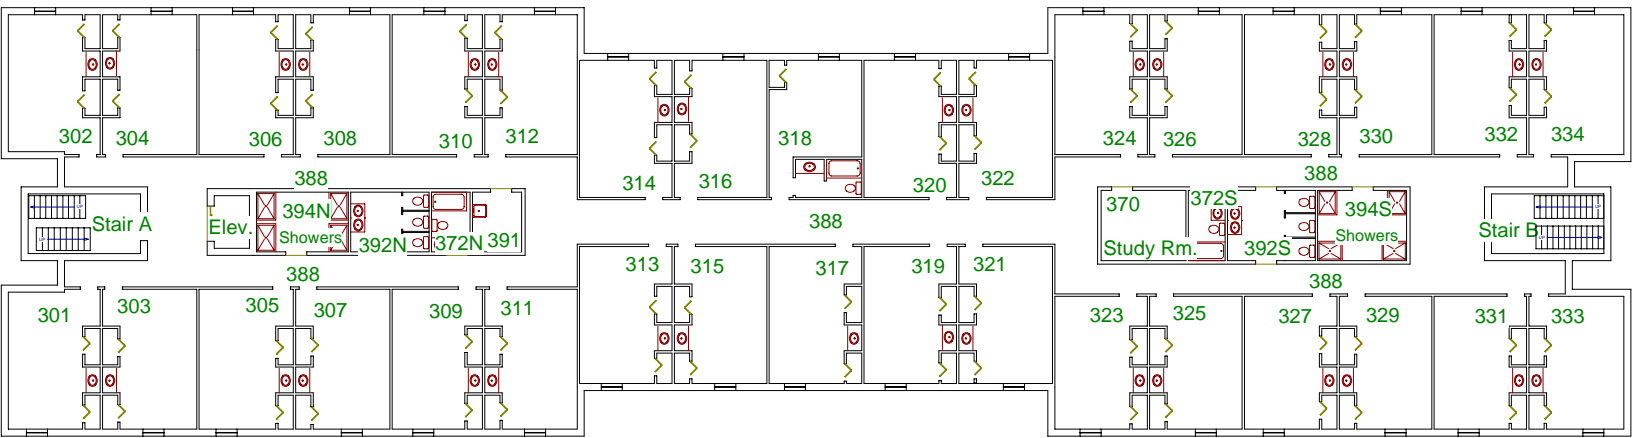 302 304 306 308 310 312
324 326 328 330 332 334
318
314 316 320 322
388 388
394N 370 372S 394S
Stair A Elev. Showers 392N 372N 391 388 Study Rm. 392S Showers Stair B
388 388
313 315 317 319 321
301 303 305 307 309 311
323 325 327 329 331 333